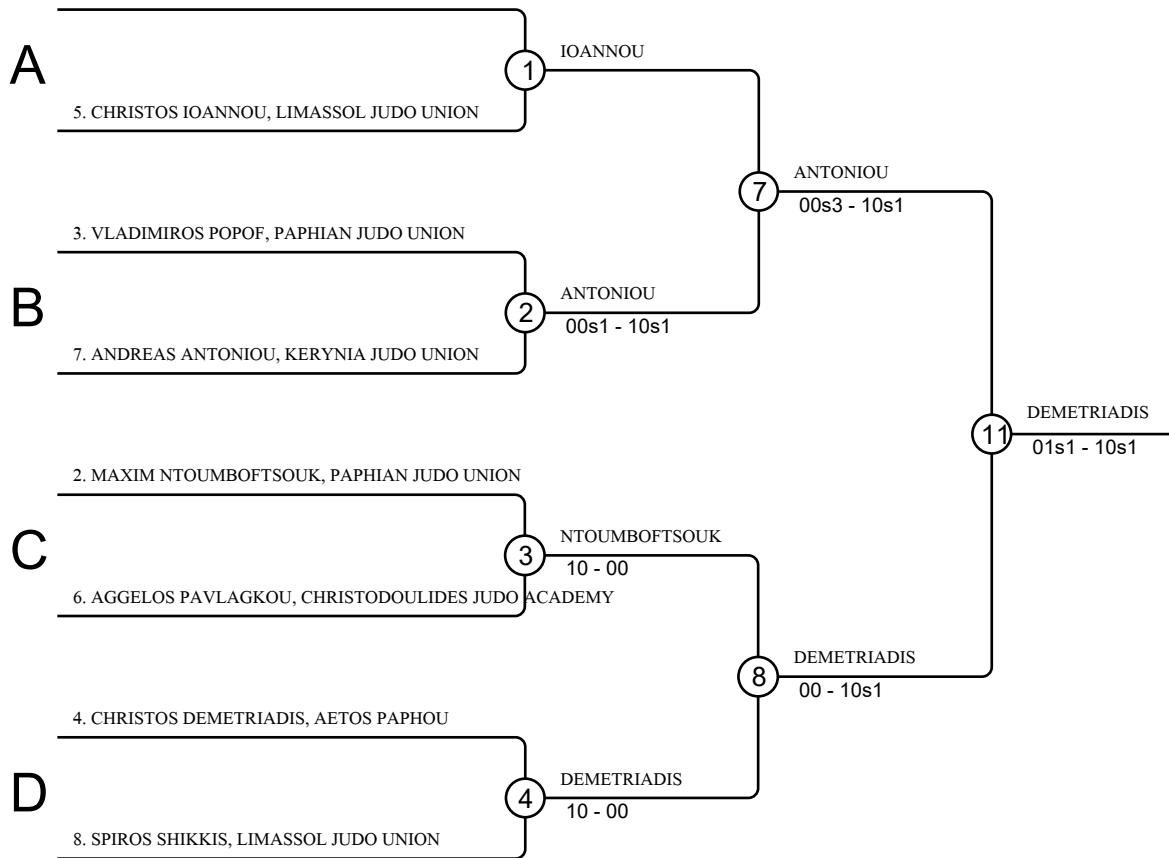 IOANNOU
A
1
5. CHRISTOS IOANNOU, LIMASSOL JUDO UNION
ANTONIOU
7
00s3 - 10s1
3. VLADIMIROS POPOF, PAPHIAN JUDO UNION
ANTONIOU
B
2
00s1 - 10s1
7. ANDREAS ANTONIOU, KERYNIA JUDO UNION
DEMETRIADIS
11
01s1 - 10s1
2. MAXIM NTOUMBOFTSOUK, PAPHIAN JUDO UNION
NTOUMBOFTSOUK
C
3
10 - 00
6. AGGELOS PAVLAGKOU, CHRISTODOULIDES JUDO ACADEMY
DEMETRIADIS
8
00 - 10s1
4. CHRISTOS DEMETRIADIS, AETOS PAPHOU
DEMETRIADIS
D
4
10 - 00
8. SPIROS SHIKKIS, LIMASSOL JUDO UNION